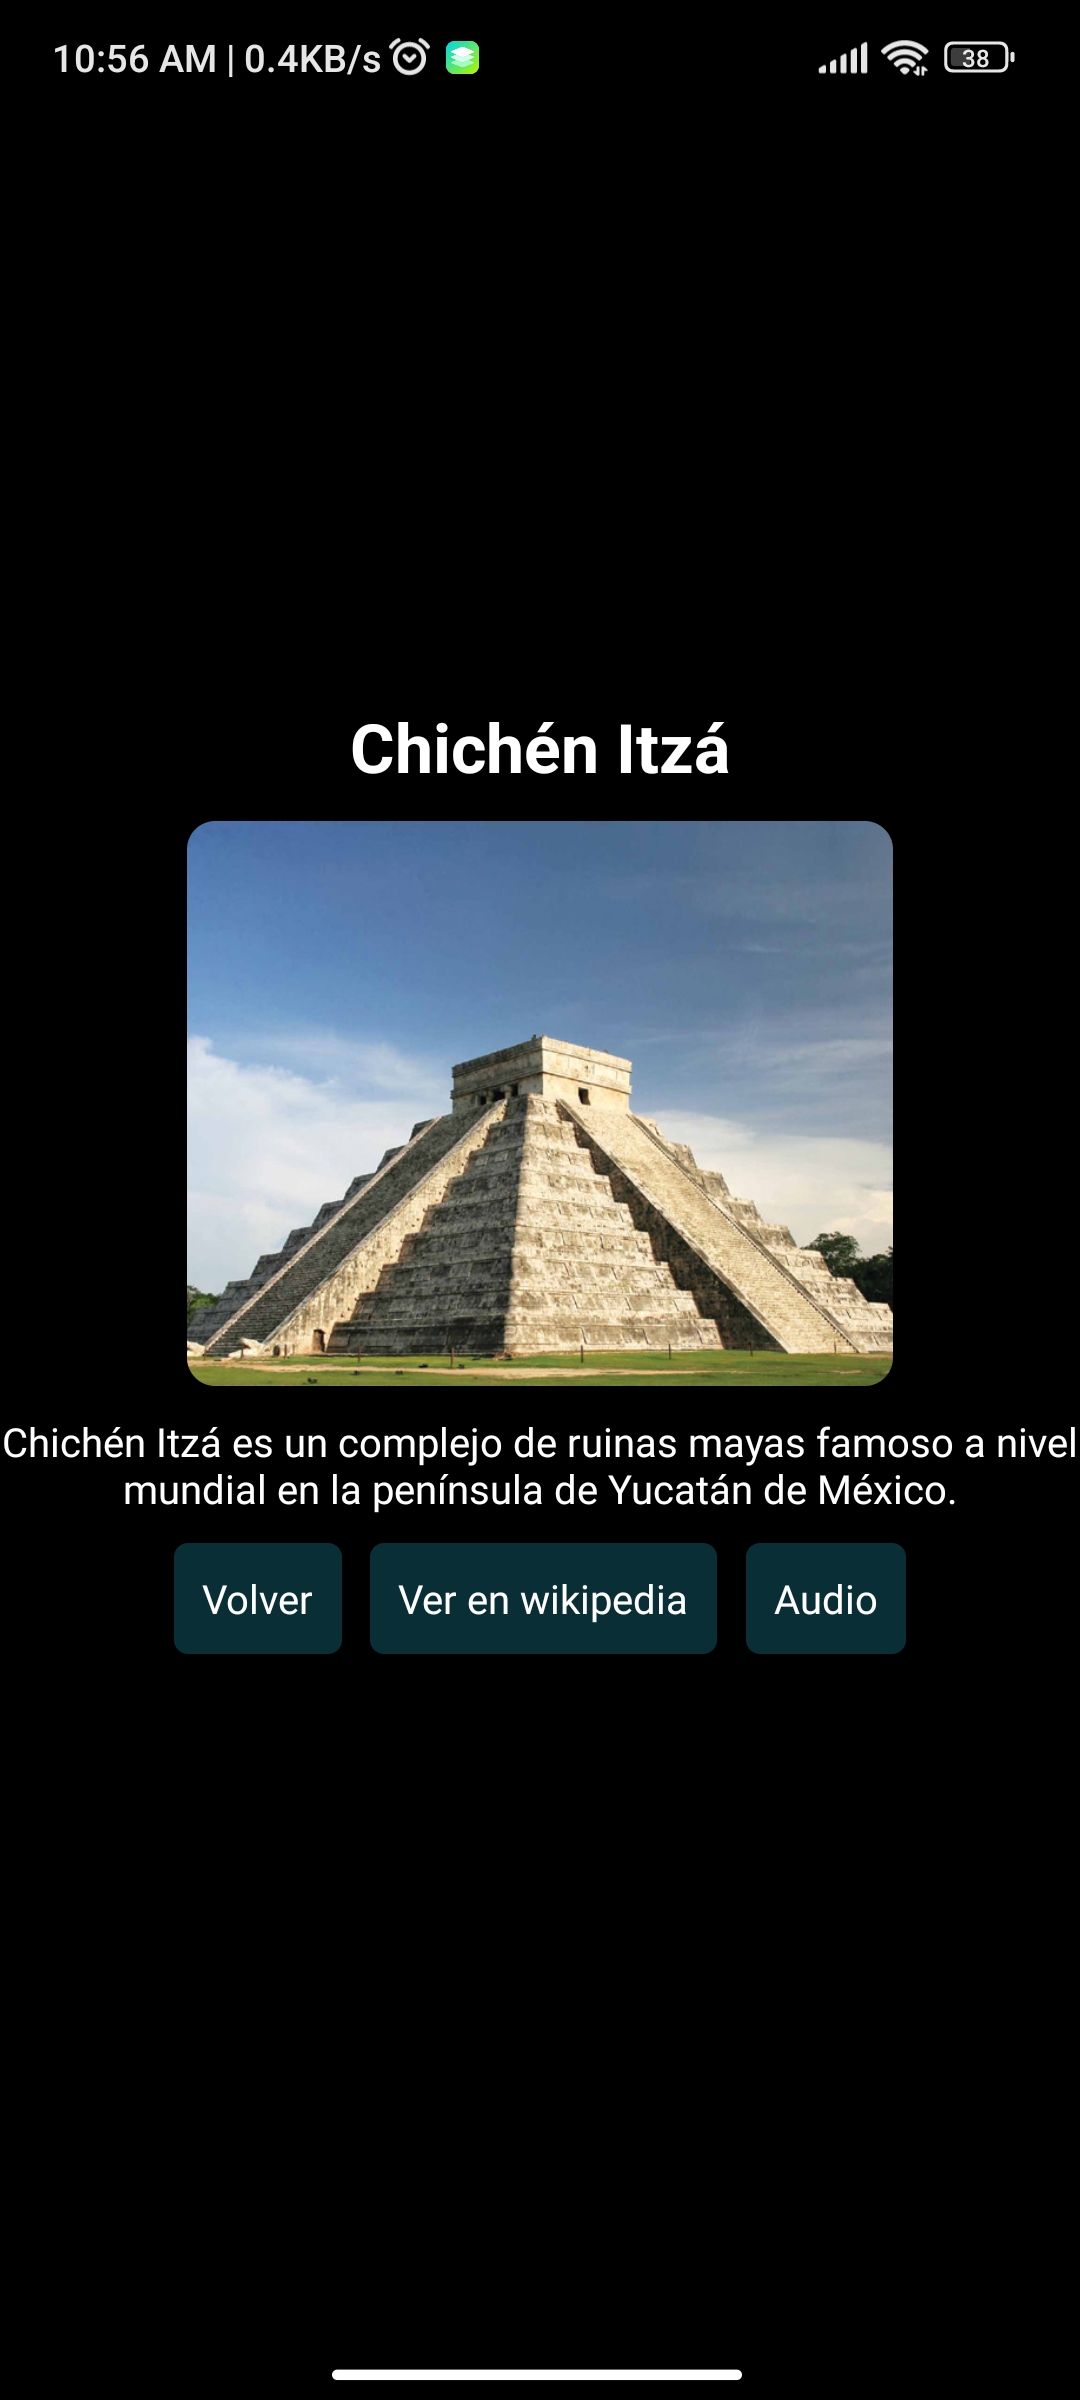 10:56 AM | 0.4KB/s 38
Chichén Itzá
Chichén Itzá es un complejo de ruinas mayas famoso a nivel
mundial en la península de Yucatán de México.
Volver Ver en wikipedia Audio